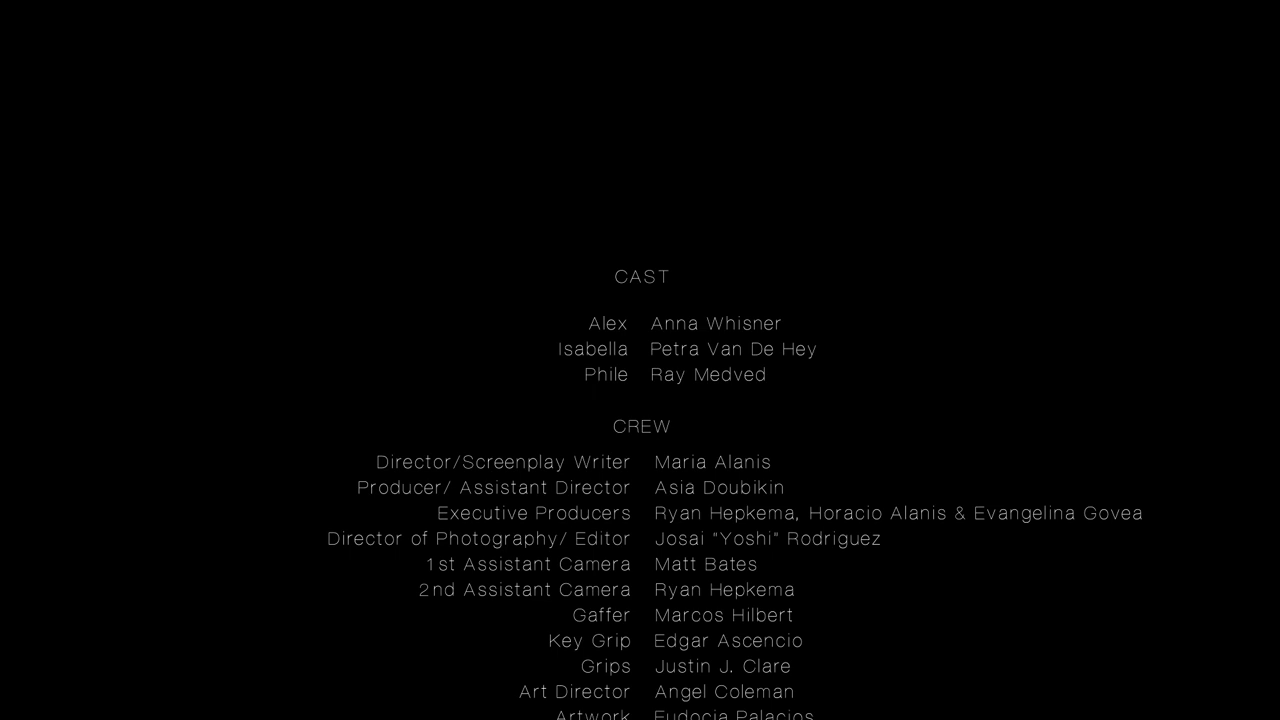 CAST
Alex Anna Whisner
Isabella Petra Van De Hey
Phile Ray Medved
CREW
Director/Screenplay Writer Maria Alanis
Producer/ Assistant Director Asia Doubikin
Executive Producers Ryan Hepkema, Horacio Alanis & Evangelina Govea
Director of Photography/ Editor Josai "Yoshi" Rodriguez
1st Assistant Camera Matt Bates
2nd Assistant Camera Ryan Hepkema
Gaffer Marcos Hilbert
Key Grip Edgar Ascencio
Grips Justin J. Clare
Art Director Angel Coleman
Artwork Eudocia Palacios